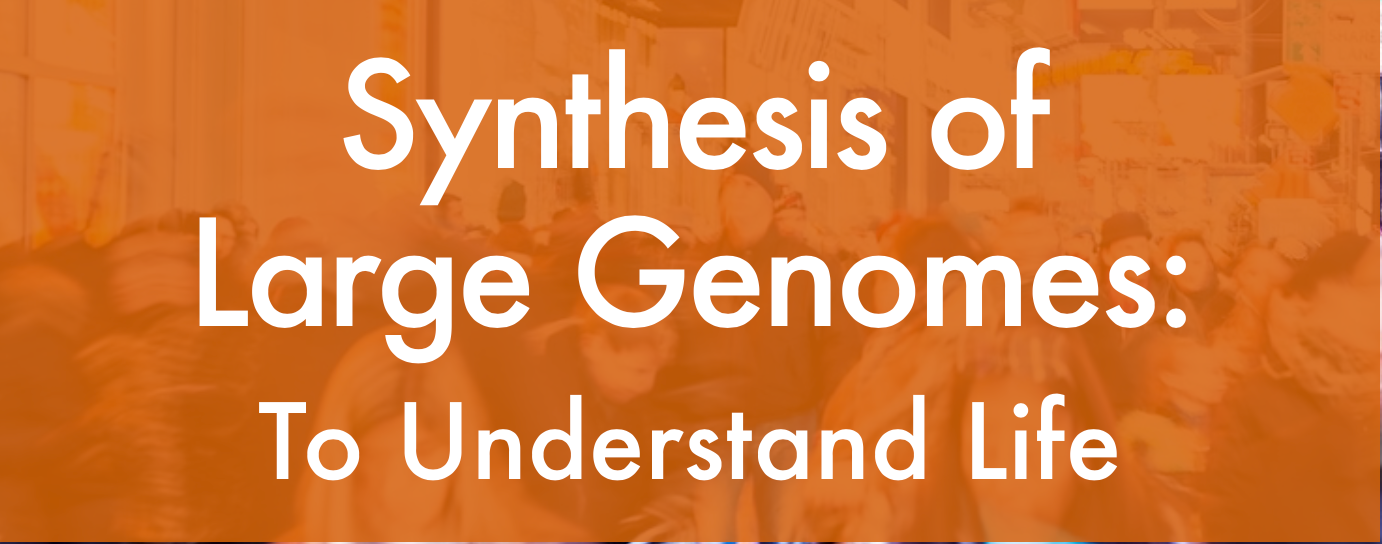 Synthesis of
Large Genomes:
To Understand Life